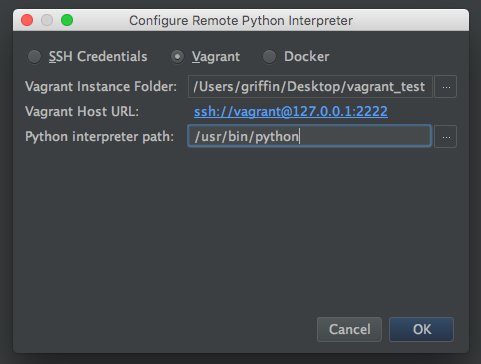 Configure Remote Python Interpreter
SSH Credentials Vagrant Docker
Vagrant Instance Folder: /Users/griffin/Desktop/vagrant_test ...
Vagrant Host URL: ssh://vagrant@127.0.0.1:2222
Python interpreter path: /usr/bin/python ...
Cancel OK